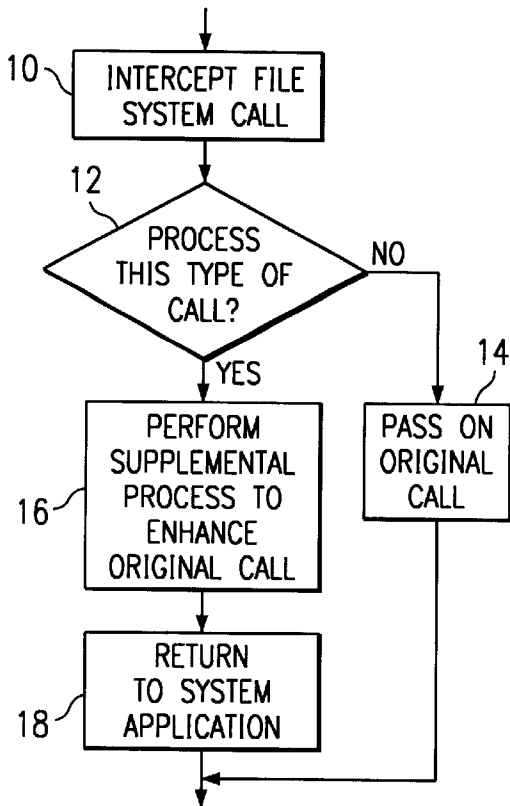 10
INTERCEPT FILE
SYSTEM CALL
12
PROCESS
THIS TYPE OF
CALL?
NO
YES
14
PASS ON
ORIGINAL
CALL
16
PERFORM
SUPPLEMENTAL
PROCESS TO
ENHANCE
ORIGINAL CALL
18
RETURN
TO SYSTEM
APPLICATION